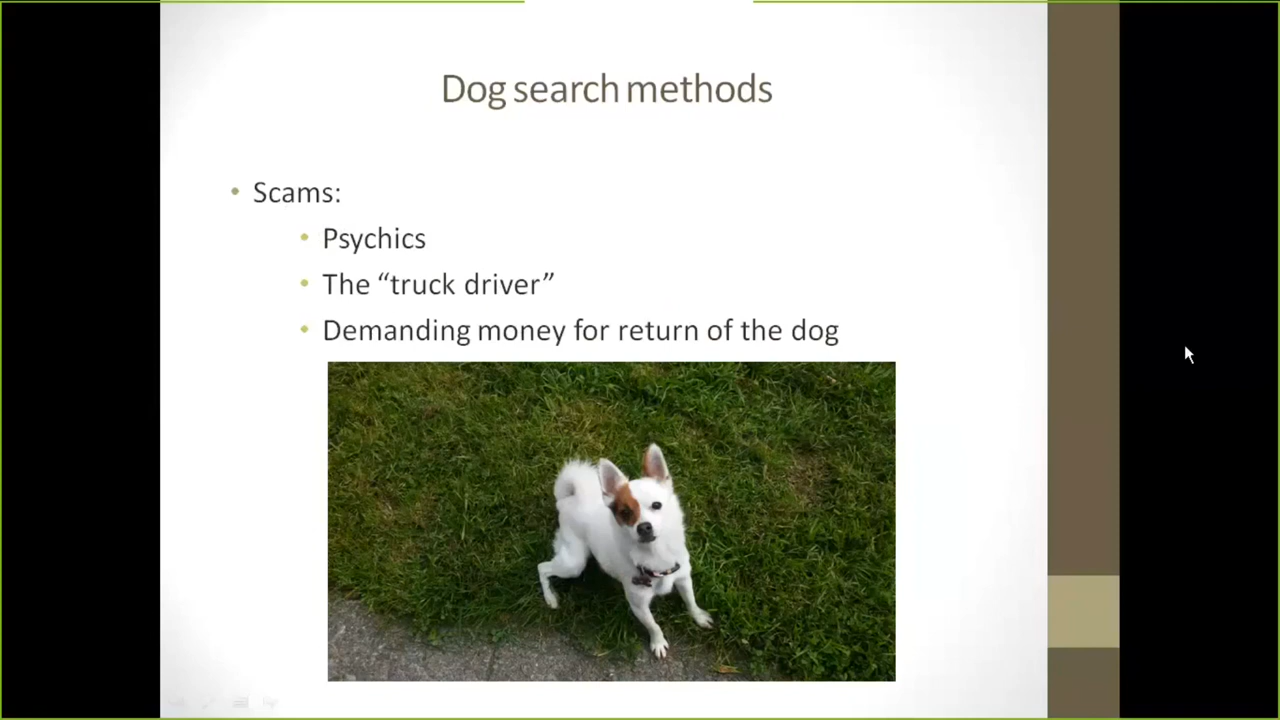 Dog search methods
Scams:
Psychics
The “truck driver”
Demanding money for return of the dog